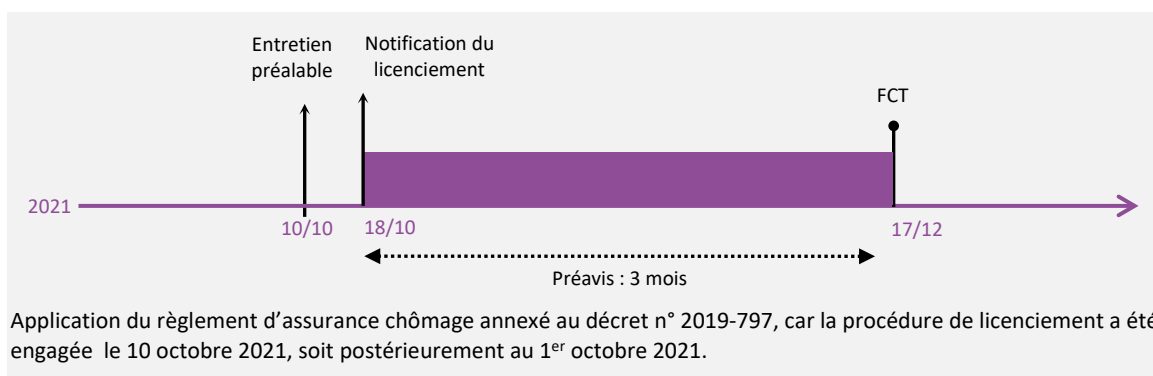 Entretien
préalable
Notification du
licenciement
FCT
2021
10/10
18/10
17/12
Préavis : 3 mois
Application du règlement d’assurance chômage annexé au décret n° 2019-797, car la procédure de licenciement a été
engagée le 10 octobre 2021, soit postérieurement au 1er octobre 2021.